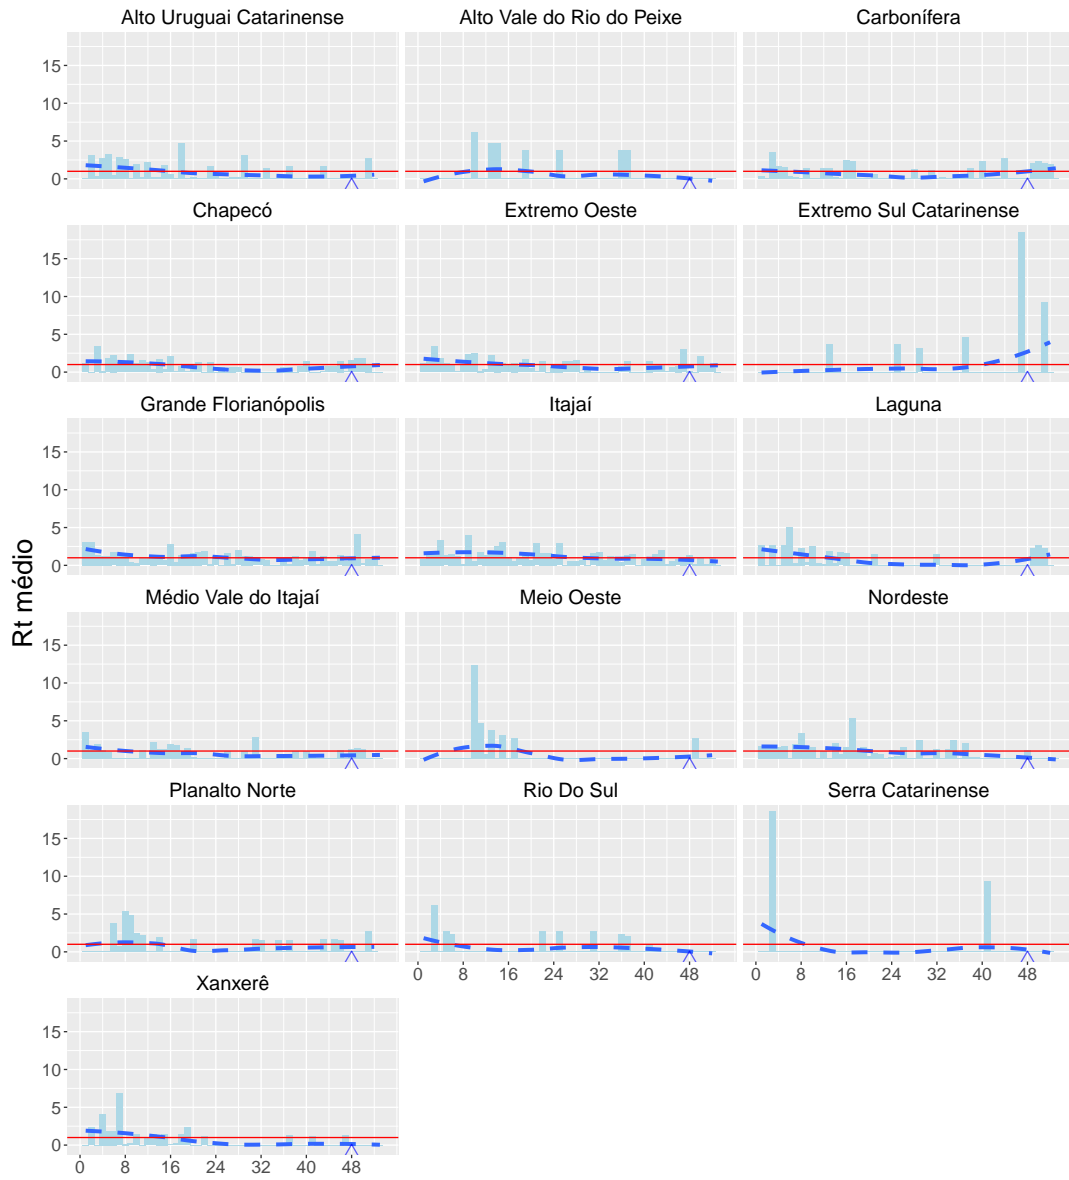 Alto Uruguai Catarinense Alto Vale do Rio do Peixe Carbonífera
15
10
5
0
Chapecó Extremo Oeste Extremo Sul Catarinense
15
10
5
0
Grande Florianópolis Itajaí Laguna
15
10
5
0
Rt médio
Médio Vale do Itajaí Meio Oeste Nordeste
15
10
5
0
Planalto Norte Rio Do Sul Serra Catarinense
15
10
5
0
0 8 16 24 32 40 48 0 8 16 24 32 40 48
Xanxerê
15
10
5
0
0 8 16 24 32 40 48